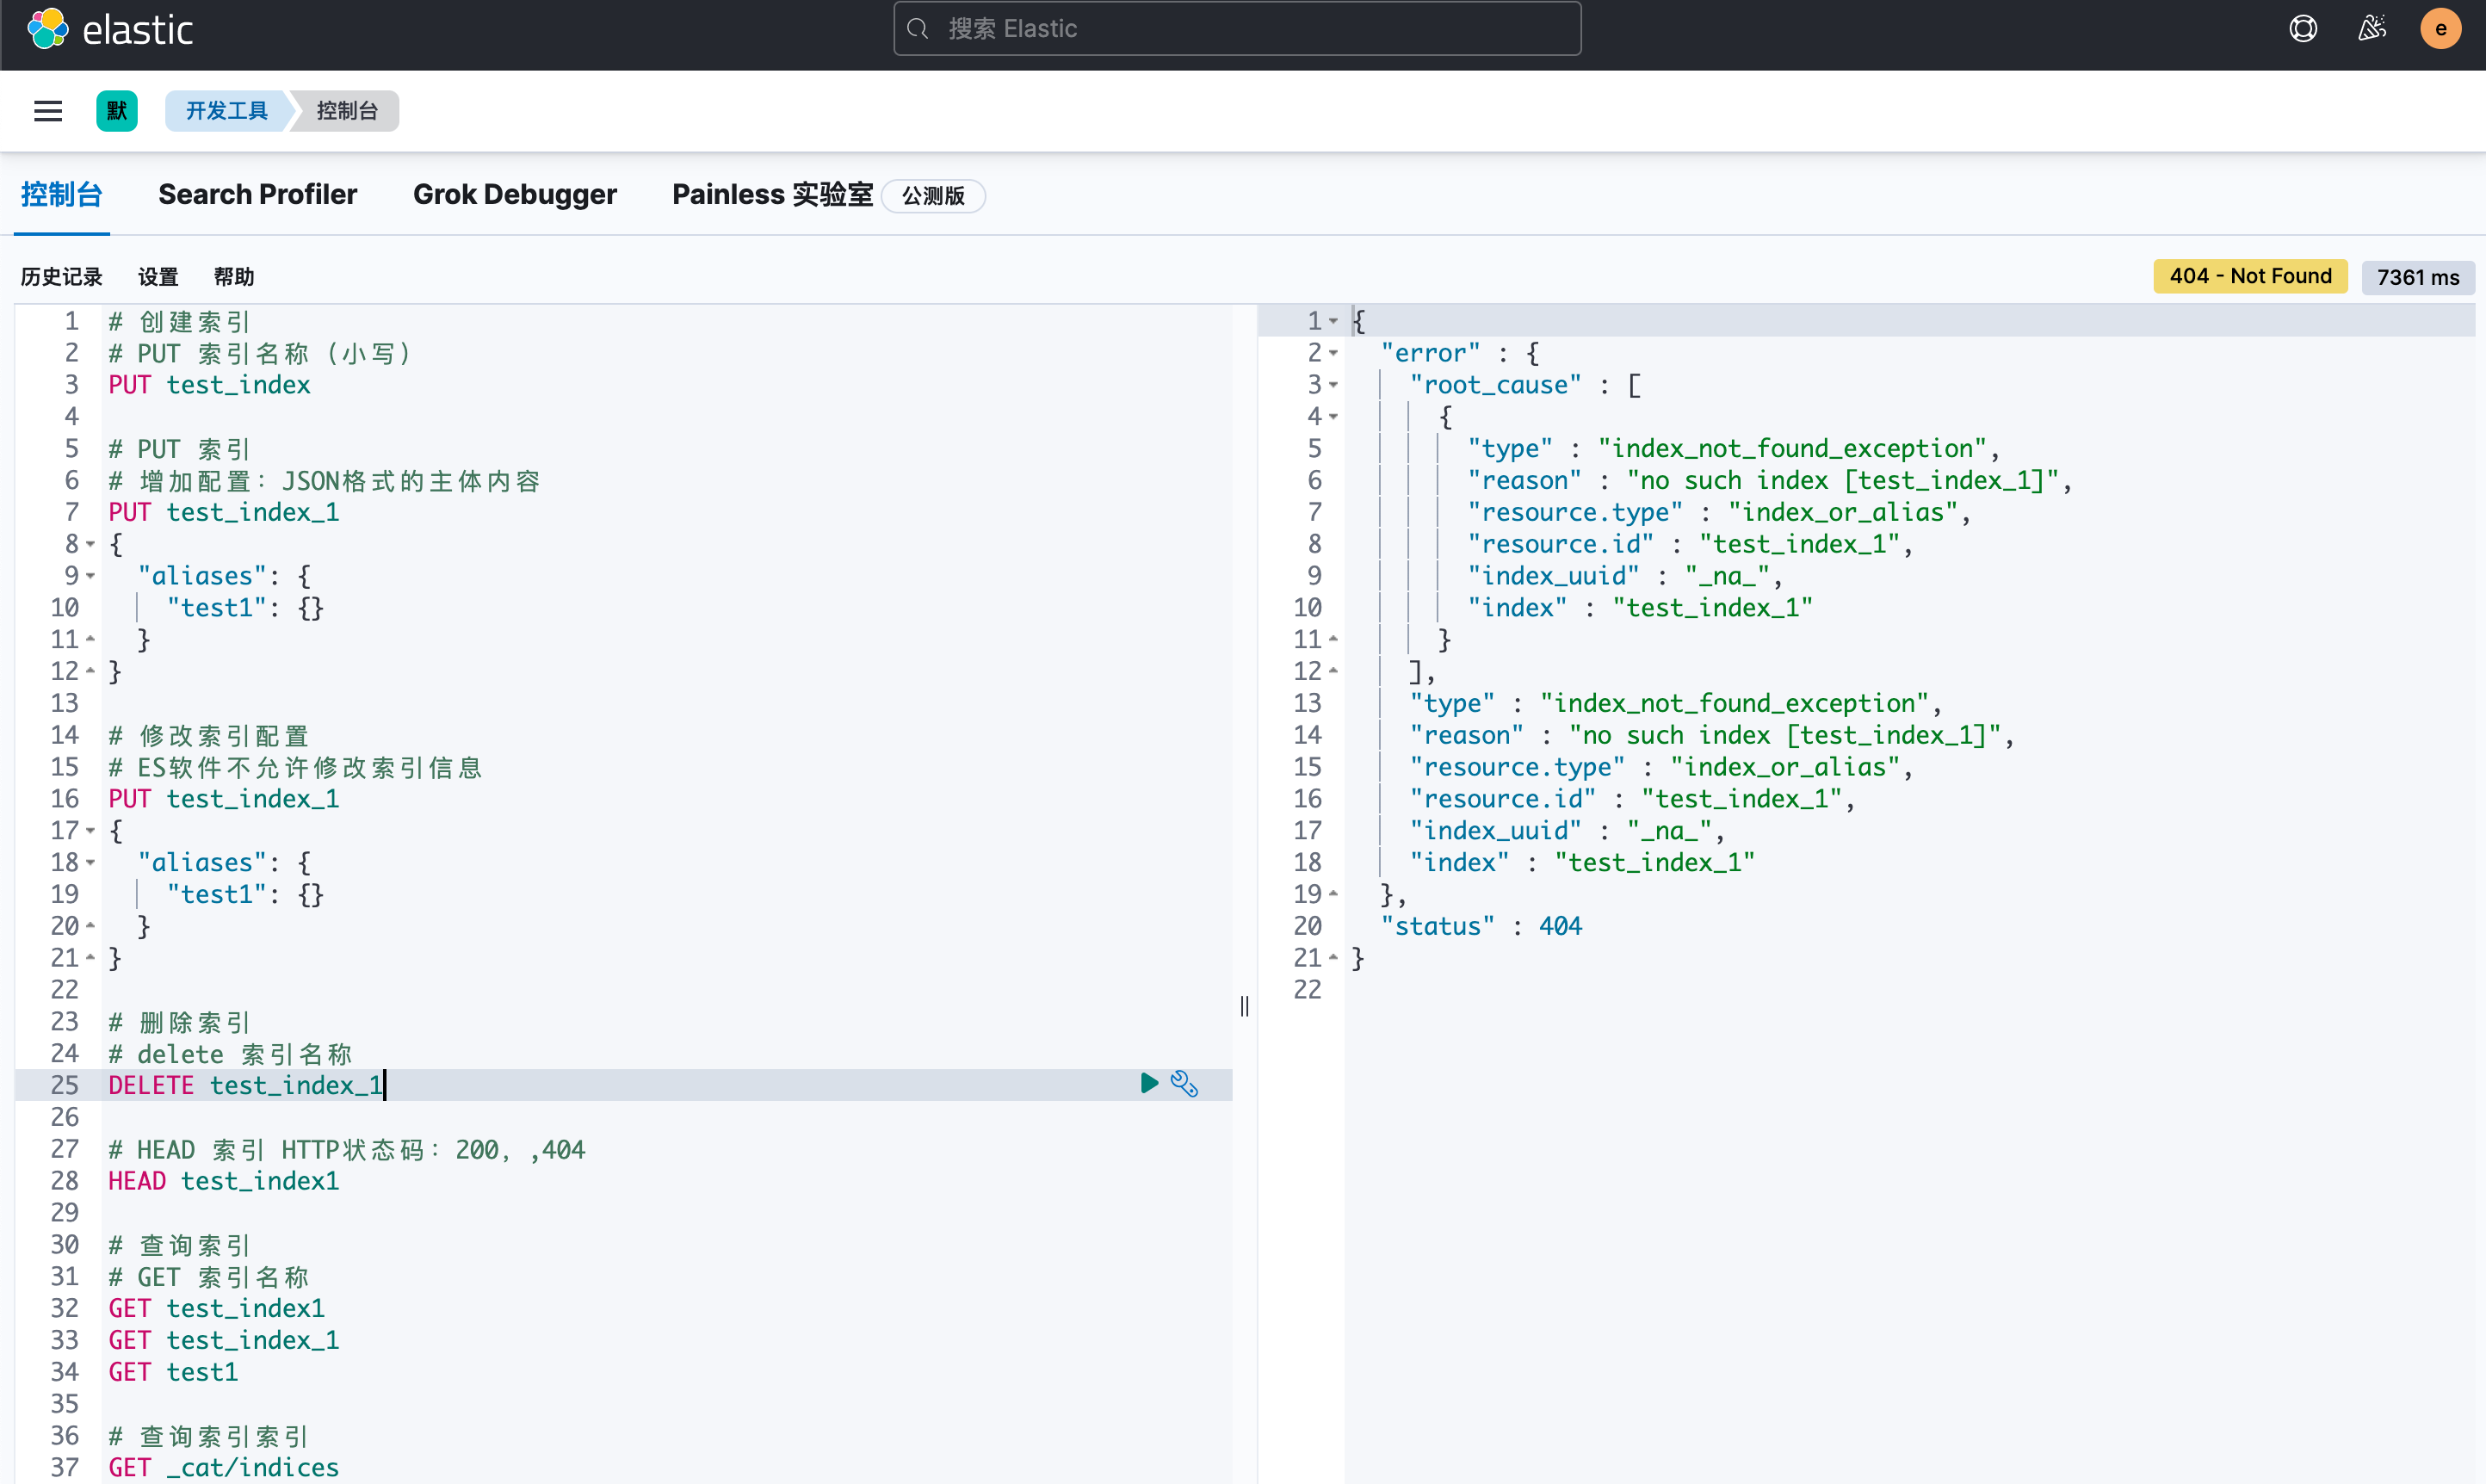 elastic
搜索 Elastic
e
默
开发工具
控制台
控制台
Search Profiler
Grok Debugger
Painless 实验室
公测版
历史记录
设置
帮助
404 - Not Found
7361 ms
1 # 创建索引
2 # PUT 索引名称（小写）
3 PUT test_index
4
5 # PUT 索引
6 # 增加配置：JSON格式的主体内容
7 PUT test_index_1
8 {
9 "aliases": {
10 "test1": {}
11 }
12 }
13
14 # 修改索引配置
15 # ES软件不允许修改索引信息
16 PUT test_index_1
17 {
18 "aliases": {
19 "test1": {}
20 }
21 }
22
23 # 删除索引
24 # delete 索引名称
25 DELETE test_index_1
26
27 # HEAD 索引 HTTP状态码：200，,404
28 HEAD test_index1
29
30 # 查询索引
31 # GET 索引名称
32 GET test_index1
33 GET test_index_1
34 GET test1
35
36 # 查询索引索引
37 GET _cat/indices
1 {
2 "error" : {
3 "root_cause" : [
4 {
5 "type" : "index_not_found_exception",
6 "reason" : "no such index [test_index_1]",
7 "resource.type" : "index_or_alias",
8 "resource.id" : "test_index_1",
9 "index_uuid" : "_na_",
10 "index" : "test_index_1"
11 }
12 ],
13 "type" : "index_not_found_exception",
14 "reason" : "no such index [test_index_1]",
15 "resource.type" : "index_or_alias",
16 "resource.id" : "test_index_1",
17 "index_uuid" : "_na_",
18 "index" : "test_index_1"
19 },
20 "status" : 404
21 }
22